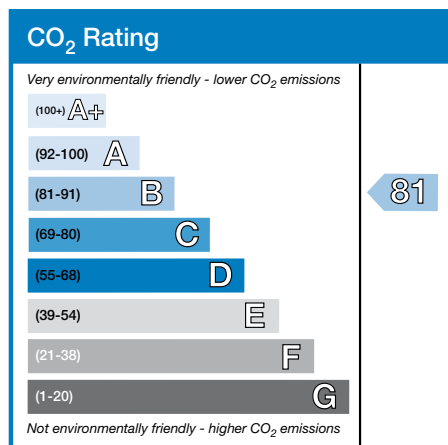 CO₂ Rating
Very environmentally friendly - lower CO₂ emissions
(100+) A+
(92-100) A
(81-91) B
81
(69-80) C
(55-68) D
(39-54) E
(21-38) F
(1-20) G
Not environmentally friendly - higher CO₂ emissions